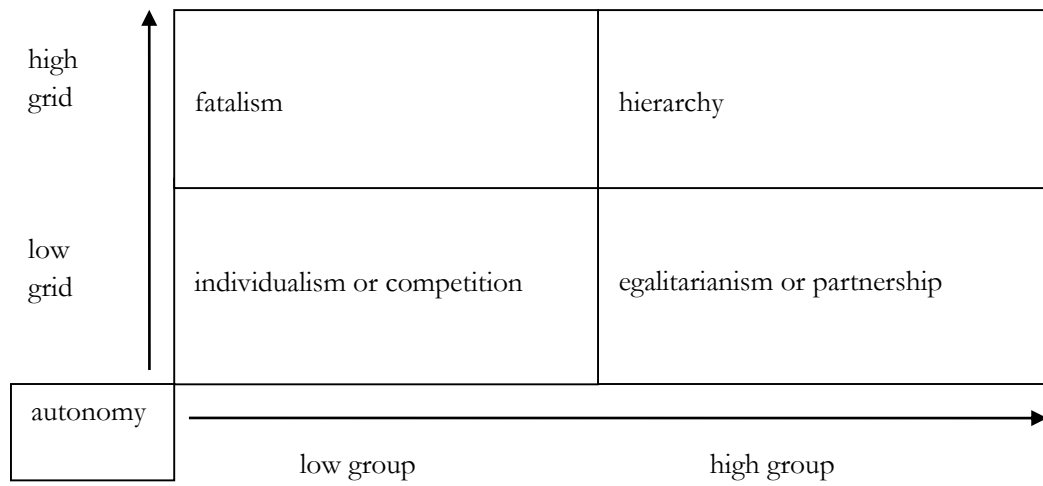 high
grid
fatalism
hierarchy
low
grid
individualism or competition
egalitarianism or partnership
autonomy
low group
high group